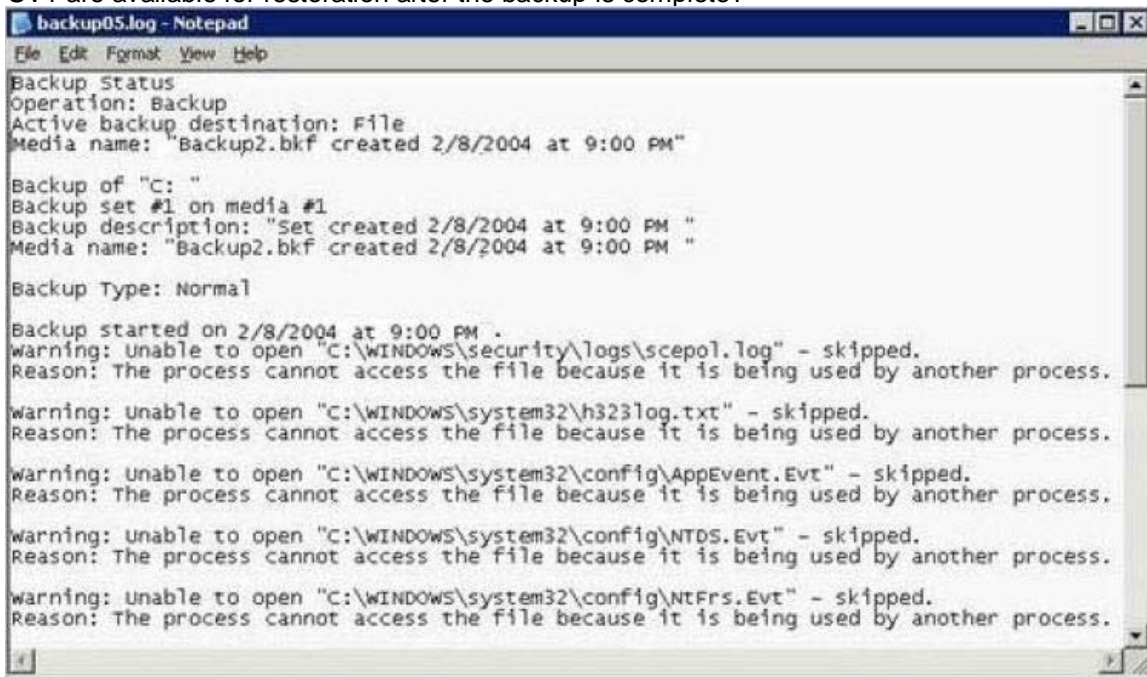 backup05.log - Notepad
File Edit Format View Help
Backup Status
Operation: Backup
Active backup destination: File
Media name: "Backup2.bkf created 2/8/2004 at 9:00 PM"
Backup of "C: "
Backup set #1 on media #1
Backup description: "Set created 2/8/2004 at 9:00 PM "
Media name: "Backup2.bkf created 2/8/2004 at 9:00 PM "
Backup Type: Normal
Backup started on 2/8/2004 at 9:00 PM .
Warning: Unable to open "C:\WINDOWS\security\logs\scepol.log" - skipped.
Reason: The process cannot access the file because it is being used by another process.
Warning: Unable to open "C:\WINDOWS\system32\h323log.txt" - skipped.
Reason: The process cannot access the file because it is being used by another process.
Warning: Unable to open "C:\WINDOWS\system32\config\AppEvent.Evt" - skipped.
Reason: The process cannot access the file because it is being used by another process.
Warning: Unable to open "C:\WINDOWS\system32\config\NTDS.Evt" - skipped.
Reason: The process cannot access the file because it is being used by another process.
Warning: Unable to open "C:\WINDOWS\system32\config\NtFrs.Evt" - skipped.
Reason: The process cannot access the file because it is being used by another process.